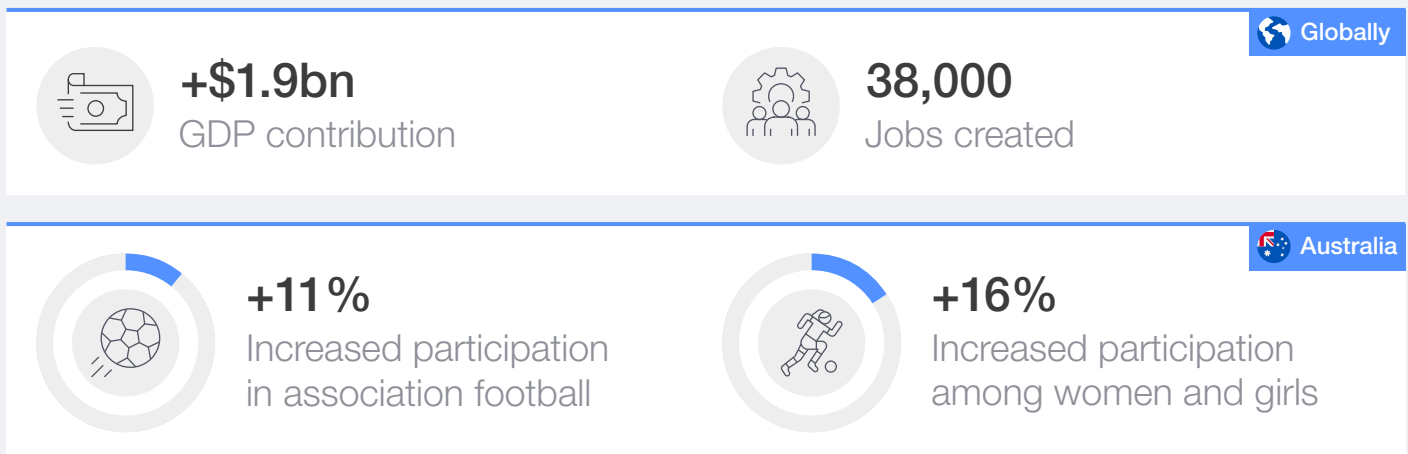 Globally
+$1.9bn
GDP contribution
38,000
Jobs created
Australia
+11%
Increased participation
in association football
+16%
Increased participation
among women and girls